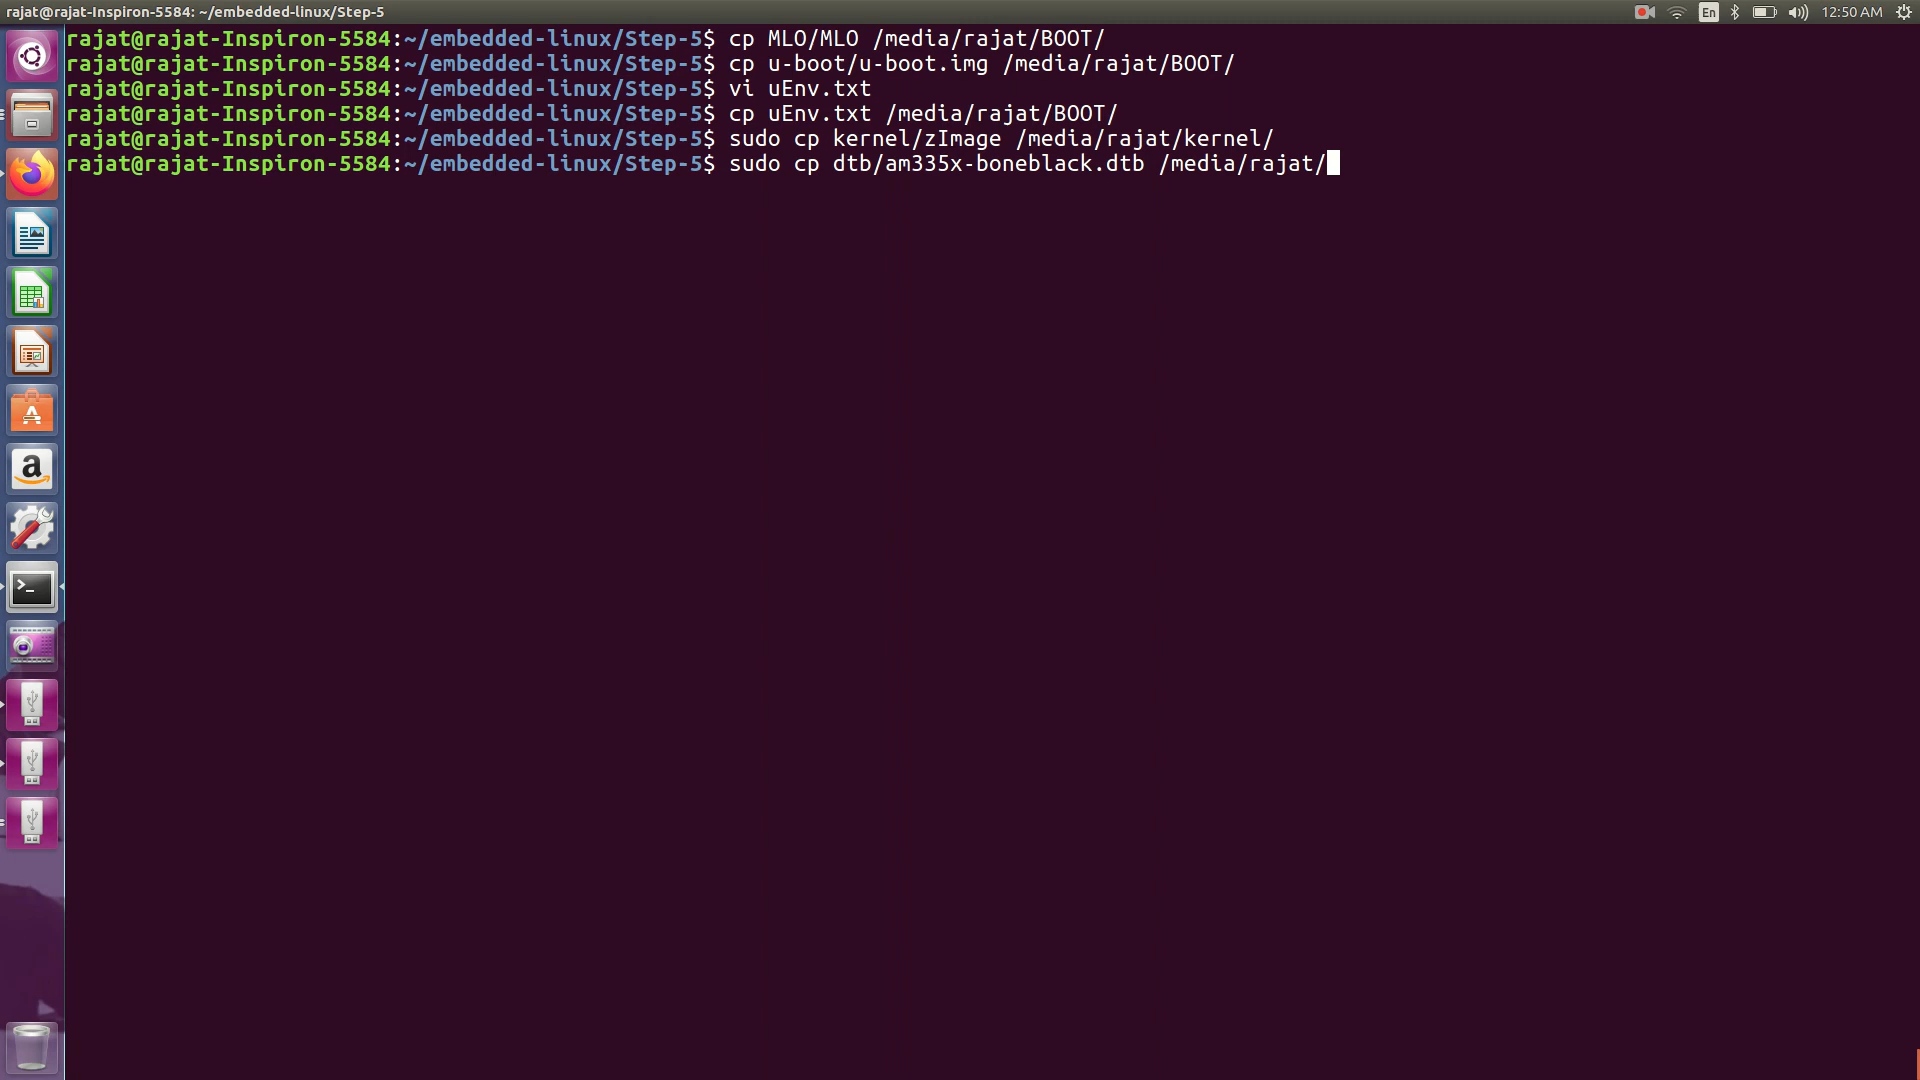 rajat@rajat-Inspiron-5584: ~/embedded-linux/Step-5
En
12:50 AM
rajat@rajat-Inspiron-5584:~/embedded-linux/Step-5$ cp MLO/MLO /media/rajat/BOOT/
rajat@rajat-Inspiron-5584:~/embedded-linux/Step-5$ cp u-boot/u-boot.img /media/rajat/BOOT/
rajat@rajat-Inspiron-5584:~/embedded-linux/Step-5$ vi uEnv.txt
rajat@rajat-Inspiron-5584:~/embedded-linux/Step-5$ cp uEnv.txt /media/rajat/BOOT/
rajat@rajat-Inspiron-5584:~/embedded-linux/Step-5$ sudo cp kernel/zImage /media/rajat/kernel/
rajat@rajat-Inspiron-5584:~/embedded-linux/Step-5$ sudo cp dtb/am335x-boneblack.dtb /media/rajat/